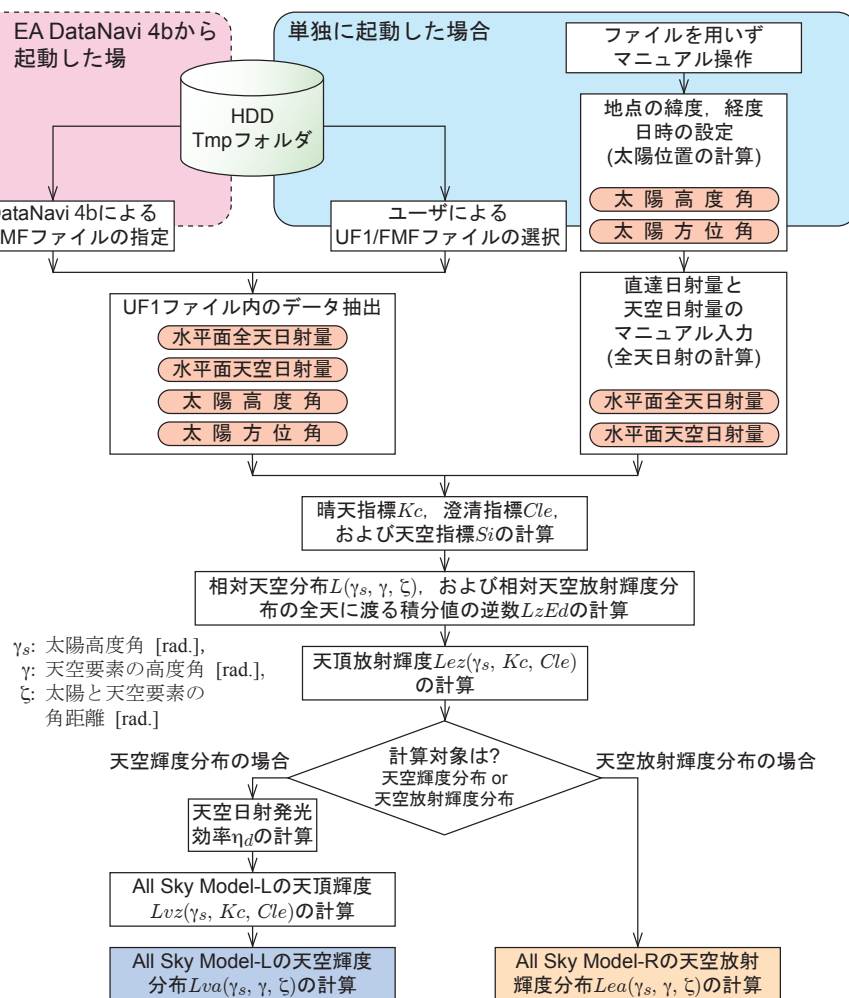 EA DataNavi 4bから
起動した場
単独に起動した場合
ファイルを用いず
マニュアル操作
HDD
Tmpフォルダ
地点の緯度，経度
日時の設定
(太陽位置の計算)
太陽高度角
太陽方位角
DataNavi 4bによる
MFファイルの指定
ユーザによる
UF1/FMFファイルの選択
UF1ファイル内のデータ抽出
水平面全天日射量
水平面天空日射量
太陽高度角
太陽方位角
直達日射量と
天空日射量の
マニュアル入力
(全天日射の計算)
水平面全天日射量
水平面天空日射量
晴天指標Kc，澄清指標Cle，
および天空指標Siの計算
相対天空分布L(γs, γ, ζ)，および相対天空放射輝度分
布の全天に渡る積分値の逆数LzEdの計算
γs: 太陽高度角 [rad.],
γ: 天空要素の高度角 [rad.],
ζ: 太陽と天空要素の
角距離 [rad.]
天頂放射輝度Lez(γs, Kc, Cle)
の計算
計算対象は?
天空輝度分布 or
天空放射輝度分布
天空輝度分布の場合
天空放射輝度分布の場合
天空日射発光
効率ηdの計算
All Sky Model-Lの天頂輝度
Lvz(γs, Kc, Cle)の計算
All Sky Model-Lの天空輝度
分布Lva(γs, γ, ζ)の計算
All Sky Model-Rの天空放射
輝度分布Lea(γs, γ, ζ)の計算